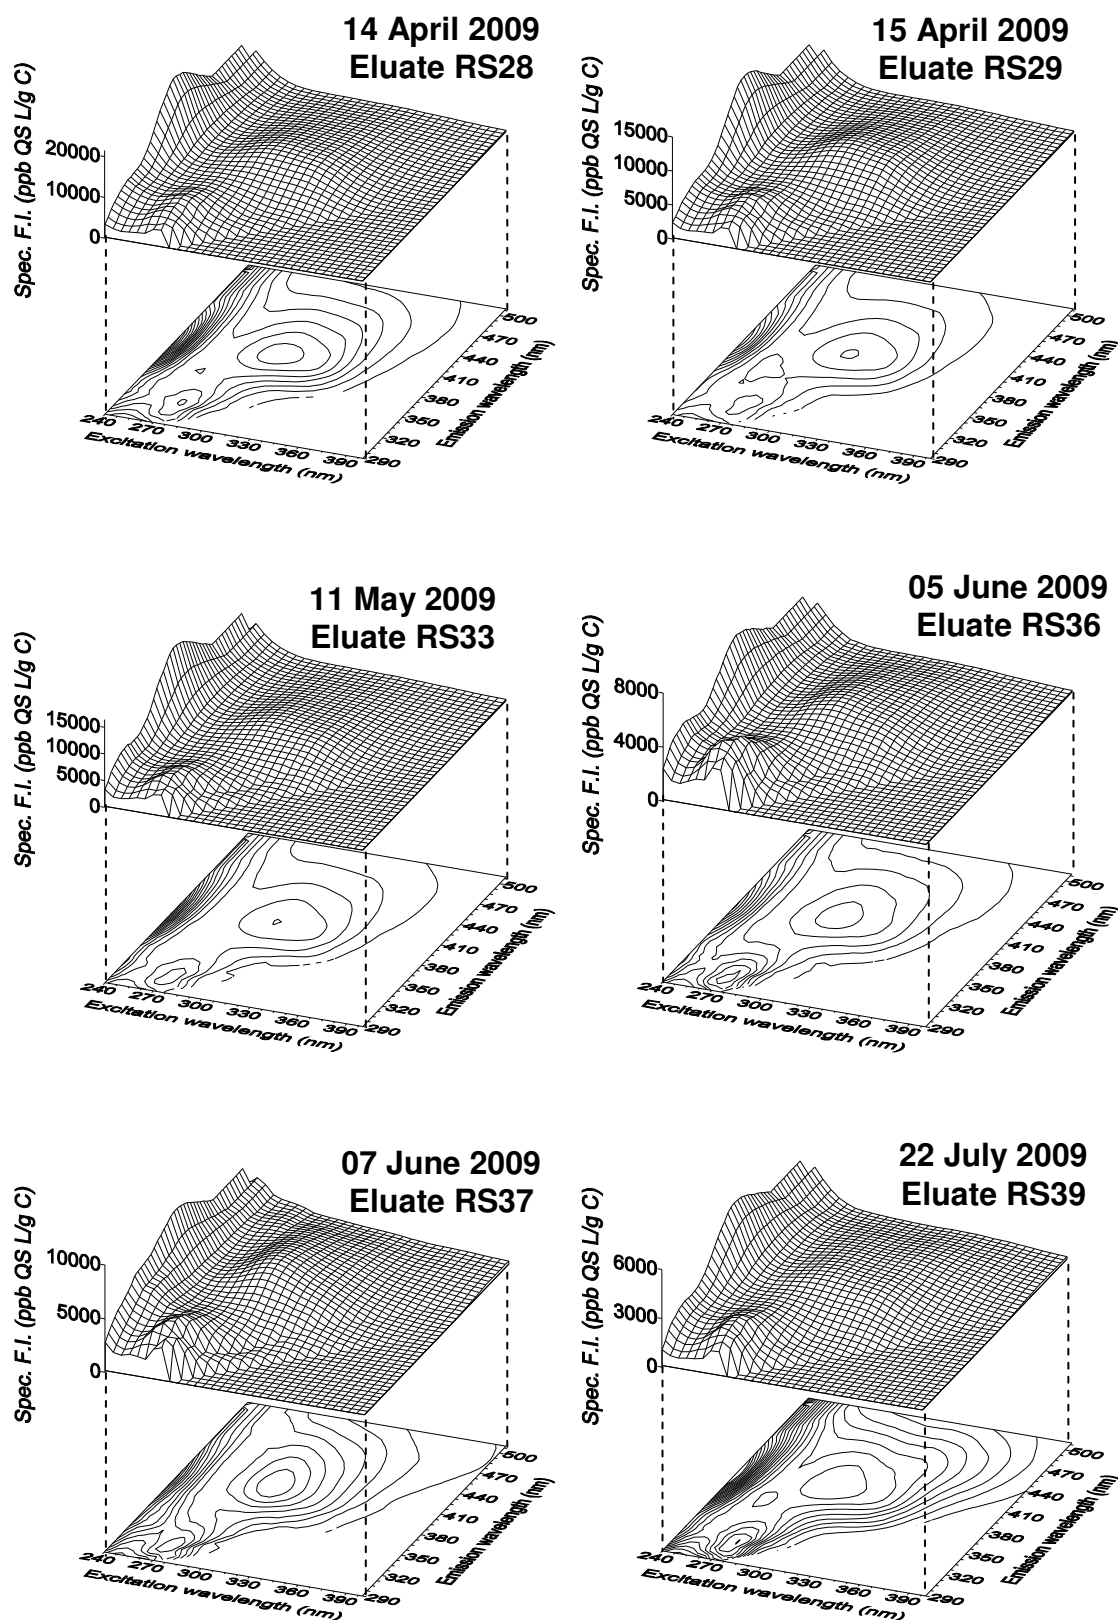 14 April 2009
Eluate RS28
Spec. F.I. (ppb QS L/g C)
20000
10000
0
240 270 300 330 360 390
Excitation wavelength (nm)
290 320 350 380 410 440 470 500
Emission wavelength (nm)
15 April 2009
Eluate RS29
Spec. F.I. (ppb QS L/g C)
15000
10000
5000
0
240 270 300 330 360 390
Excitation wavelength (nm)
290 320 350 380 410 440 470 500
Emission wavelength (nm)
11 May 2009
Eluate RS33
Spec. F.I. (ppb QS L/g C)
15000
10000
5000
0
240 270 300 330 360 390
Excitation wavelength (nm)
290 320 350 380 410 440 470 500
Emission wavelength (nm)
05 June 2009
Eluate RS36
Spec. F.I. (ppb QS L/g C)
8000
4000
0
240 270 300 330 360 390
Excitation wavelength (nm)
290 320 350 380 410 440 470 500
Emission wavelength (nm)
07 June 2009
Eluate RS37
Spec. F.I. (ppb QS L/g C)
10000
5000
0
240 270 300 330 360 390
Excitation wavelength (nm)
290 320 350 380 410 440 470 500
Emission wavelength (nm)
22 July 2009
Eluate RS39
Spec. F.I. (ppb QS L/g C)
6000
3000
0
240 270 300 330 360 390
Excitation wavelength (nm)
290 320 350 380 410 440 470 500
Emission wavelength (nm)